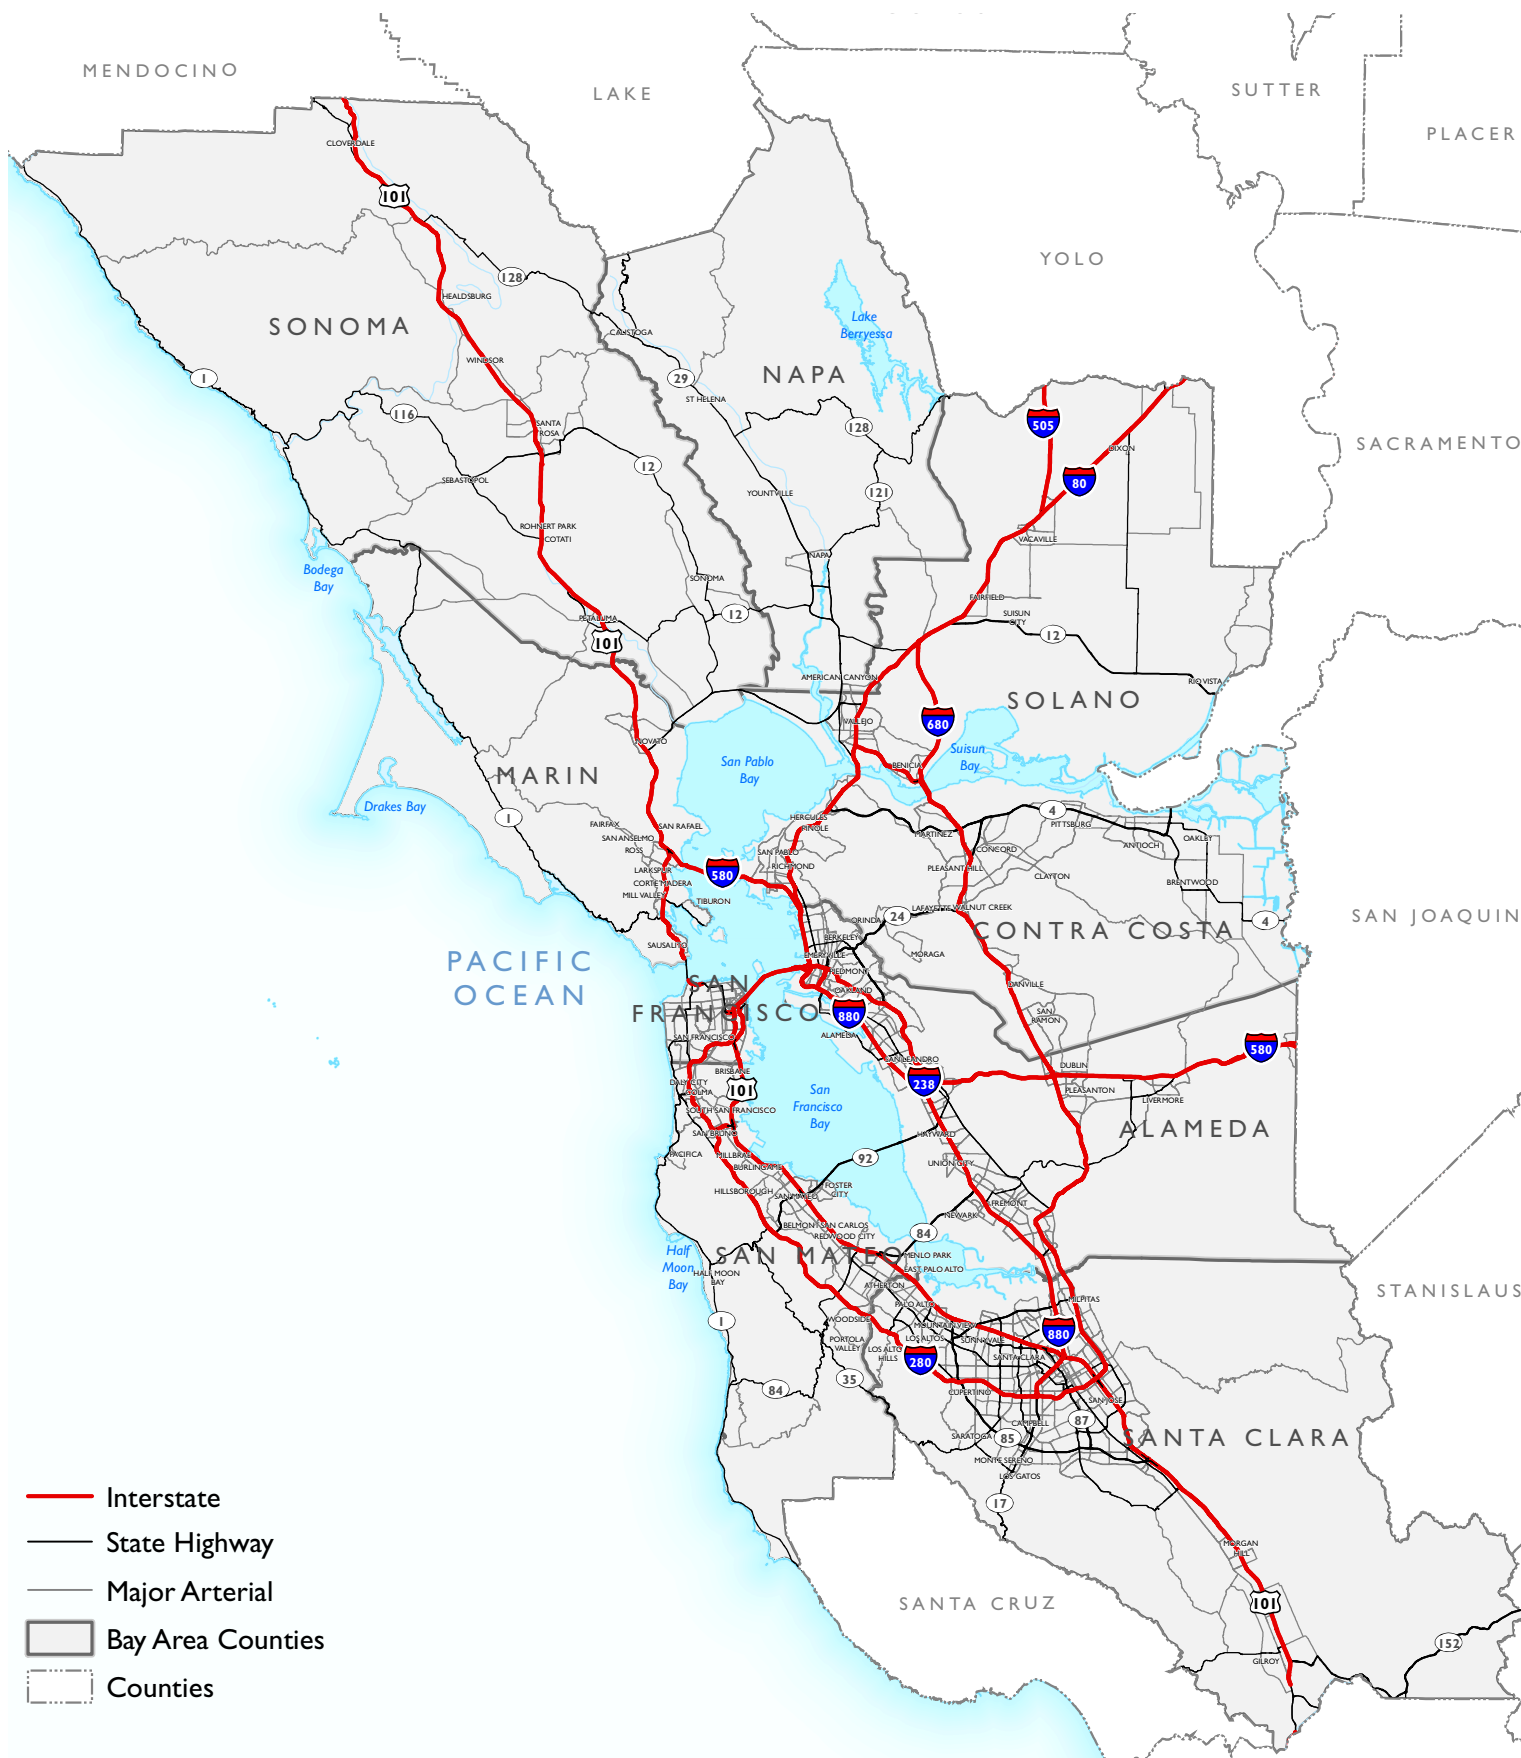 MENDOCINO
LAKE
SUTTER
PLACER
CLOVERDALE
101
128
YOLO
HEALDSBURG
SONOMA
CALISTOGA
Lake
Berryessa
WINDSOR
1
29
NAPA
ST HELENA
116
SANTA
ROSA
128
505
DIXON
SACRAMENTO
12
SEBASTOPOL
80
YOUNTVILLE
121
ROHNERT PARK
COTATI
VACAVILLE
NAPA
Bodega
Bay
SONOMA
FAIRFIELD
PETALUMA
12
SUISUN
CITY
12
101
AMERICAN CANYON
RIO VISTA
SOLANO
VALLEJO
680
NOVATO
San Pablo
Bay
Suisun
Bay
BENICIA
MARIN
Drakes Bay
1
FAIRFAX
SAN RAFAEL
SAN ANSELMO
ROSS
HERCULES
PINOLE
4
PITTSBURG
MARTINEZ
ANTIOCH
OAKLEY
SAN PABLO
RICHMOND
CONCORD
PLEASANT HILL
CLAYTON
BRENTWOOD
LARKSPUR
CORTE MADERA
MILL VALLEY
580
TIBURON
ORINDA
24
LAFAYETTE
WALNUT CREEK
4
SAN JOAQUIN
CONTRA COSTA
BERKELEY
SAUSALITO
EMERYVILLE
MORAGA
PACIFIC
OCEAN
PIEDMONT
SAN
FRANCISCO
OAKLAND
DANVILLE
880
SAN
RAMON
SAN FRANCISCO
ALAMEDA
580
SAN LEANDRO
DUBLIN
BRISBANE
DALY CITY
COLMA
101
238
PLEASANTON
LIVERMORE
SOUTH SAN FRANCISCO
San
Francisco
Bay
ALAMEDA
SAN BRUNO
HAYWARD
PACIFICA
MILLBRAE
BURLINGAME
92
UNION CITY
HILLSBOROUGH
SAN MATEO
FOSTER
CITY
FREMONT
NEWARK
BELMONT
SAN CARLOS
REDWOOD CITY
84
SAN MATEO
MENLO PARK
EAST PALO ALTO
Half
Moon
Bay
HALF MOON
BAY
ATHERTON
STANISLAUS
PALO ALTO
MILPITAS
1
WOODSIDE
MOUNTAIN VIEW
LOS ALTOS
SUNNYVALE
880
PORTOLA
VALLEY
LOS ALTO
HILLS
280
SANTA CLARA
84
35
CUPERTINO
SAN JOSE
CAMPBELL
87
SARATOGA
85
SANTA CLARA
MONTE SERENO
LOS GATOS
Interstate
17
State Highway
MORGAN
HILL
Major Arterial
SANTA CRUZ
101
Bay Area Counties
152
GILROY
Counties